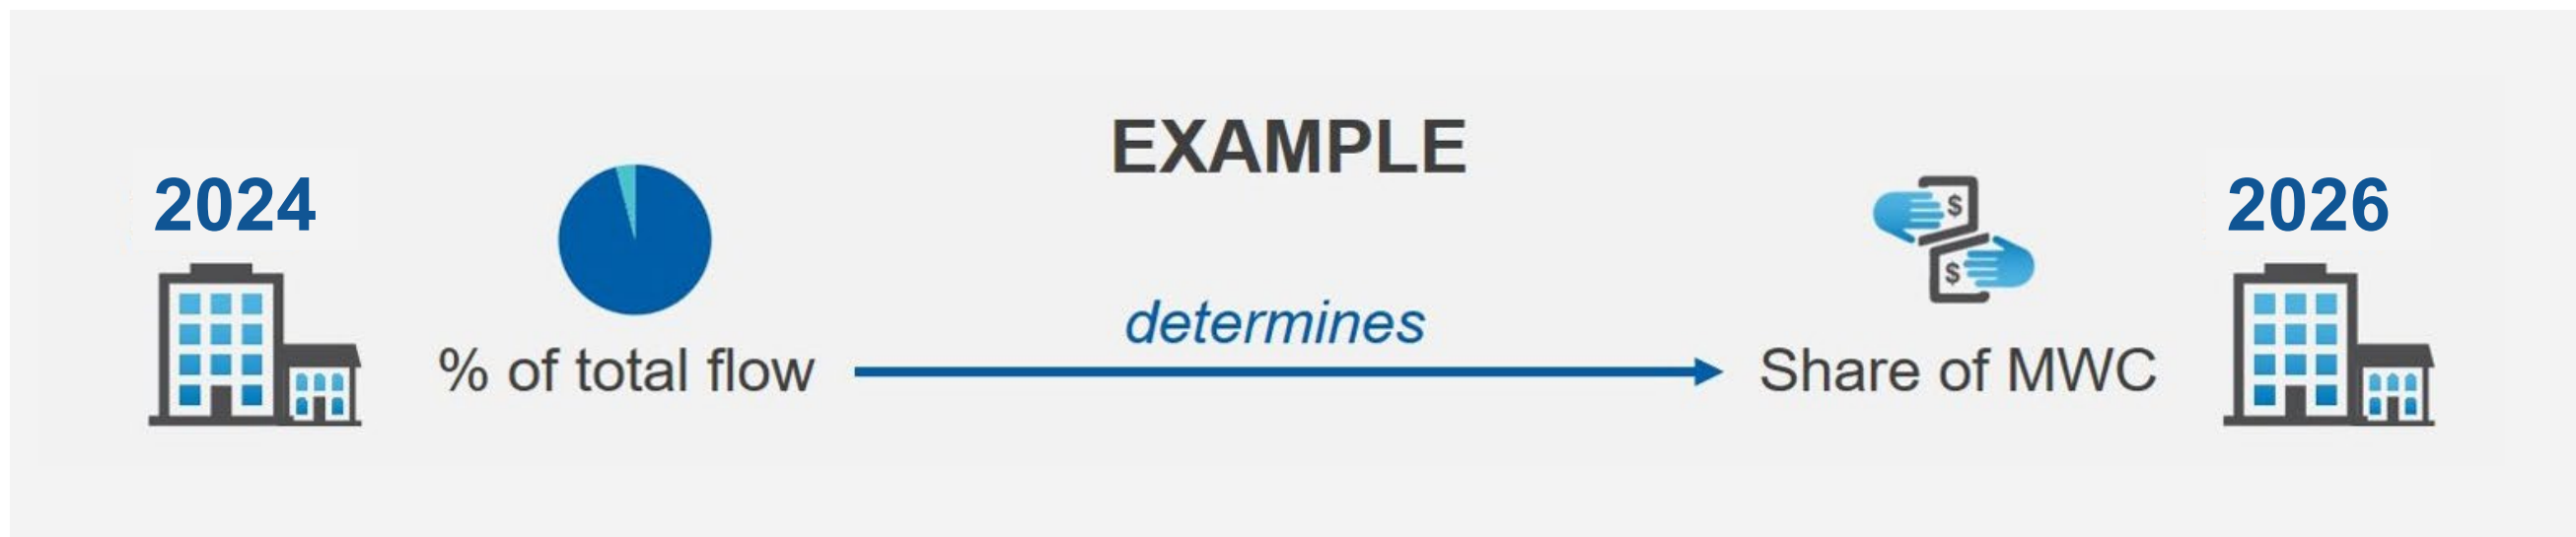 EXAMPLE
2024
2026
$
$
determines
% of total flow
Share of MWC